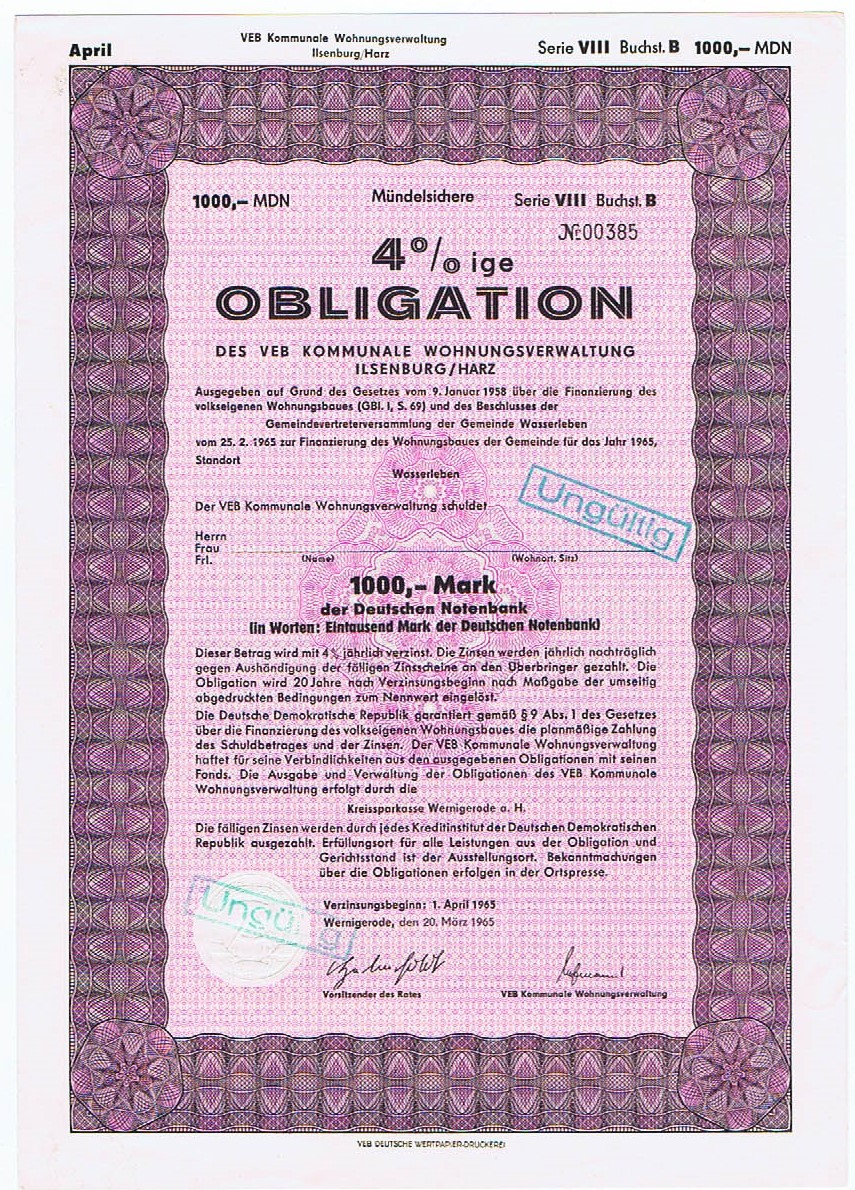 April
VEB Kommunale Wohnungsverwaltung
Ilsenburg/Harz
Serie VIII Buchst. B 1000,– MDN
1000,– MDN
Mündelsichere
Serie VIII Buchst. B
№ 00385
4%ige
OBLIGATION
DES VEB KOMMUNALE WOHNUNGSVERWALTUNG
ILSENBURG/HARZ
Ausgegeben auf Grund des Gesetzes vom 9. Januar 1958 über die Finanzierung des
volkseigenen Wohnungsbaues (GBl. I, S. 69) und des Beschlusses der
Gemeindevertreterversammlung der Gemeinde Wasserleben
vom 25. 2. 1965 zur Finanzierung des Wohnungsbaues der Gemeinde für das Jahr 1965,
Standort
Wasserleben
Ungültig
Der VEB Kommunale Wohnungsverwaltung schuldet
Herrn
Frau
Frl.
(Name)
(Wohnort, Sitz)
1000,– Mark
der Deutschen Notenbank
(in Worten: Eintausend Mark der Deutschen Notenbank)
Dieser Betrag wird mit 4% jährlich verzinst. Die Zinsen werden jährlich nachträglich
gegen Aushändigung der fälligen Zinsscheine an den Überbringer gezahlt. Die
Obligation wird 20 Jahre nach Verzinsungsbeginn nach Maßgabe der umseitig
abgedruckten Bedingungen zum Nennwert eingelöst.
Die Deutsche Demokratische Republik garantiert gemäß § 9 Abs. 1 des Gesetzes
über die Finanzierung des volkseigenen Wohnungsbaues die planmäßige Zahlung
des Schuldbetrages und der Zinsen. Der VEB Kommunale Wohnungsverwaltung
haftet für seine Verbindlichkeiten aus den ausgegebenen Obligationen mit seinen
Fonds. Die Ausgabe und Verwaltung der Obligationen des VEB Kommunale
Wohnungsverwaltung erfolgt durch die
Kreissparkasse Wernigerode a. H.
Die fälligen Zinsen werden durch jedes Kreditinstitut der Deutschen Demokratischen
Republik ausgezahlt. Erfüllungsort für alle Leistungen aus der Obligation und
Gerichtsstand ist der Ausstellungsort. Bekanntmachungen
über die Obligationen erfolgen in der Ortspresse.
Ungü g
Verzinsungsbeginn: 1. April 1965
Wernigerode, den 20. März 1965
Vorsitzender des Rates
VEB Kommunale Wohnungsverwaltung
VEB DEUTSCHE WERTPAPIER-DRUCKEREI